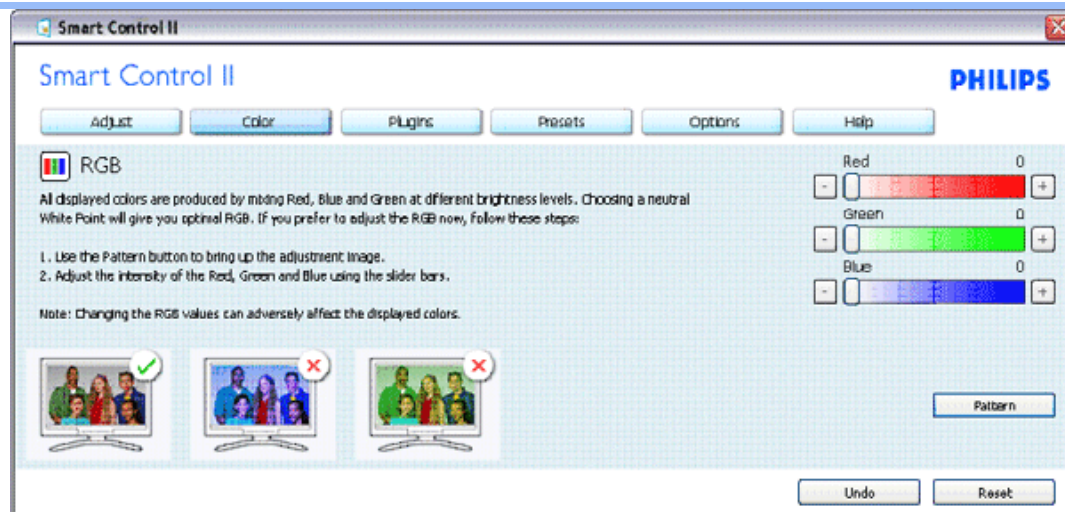 Smart Control II
Smart Control II
PHILIPS
Adjust Color Plugins Presets Options Help
RGB
All displayed colors are produced by mixing Red, Blue and Green at different brightness levels. Choosing a neutral
White Point will give you optimal RGB. If you prefer to adjust the RGB now, follow these steps:
1. Use the Pattern button to bring up the adjustment image.
2. Adjust the intensity of the Red, Green and Blue using the slider bars.
Note: Changing the RGB values can adversely affect the displayed colors.
Red 0
- +
Green 0
- +
Blue 0
- +
Pattern
Undo Reset